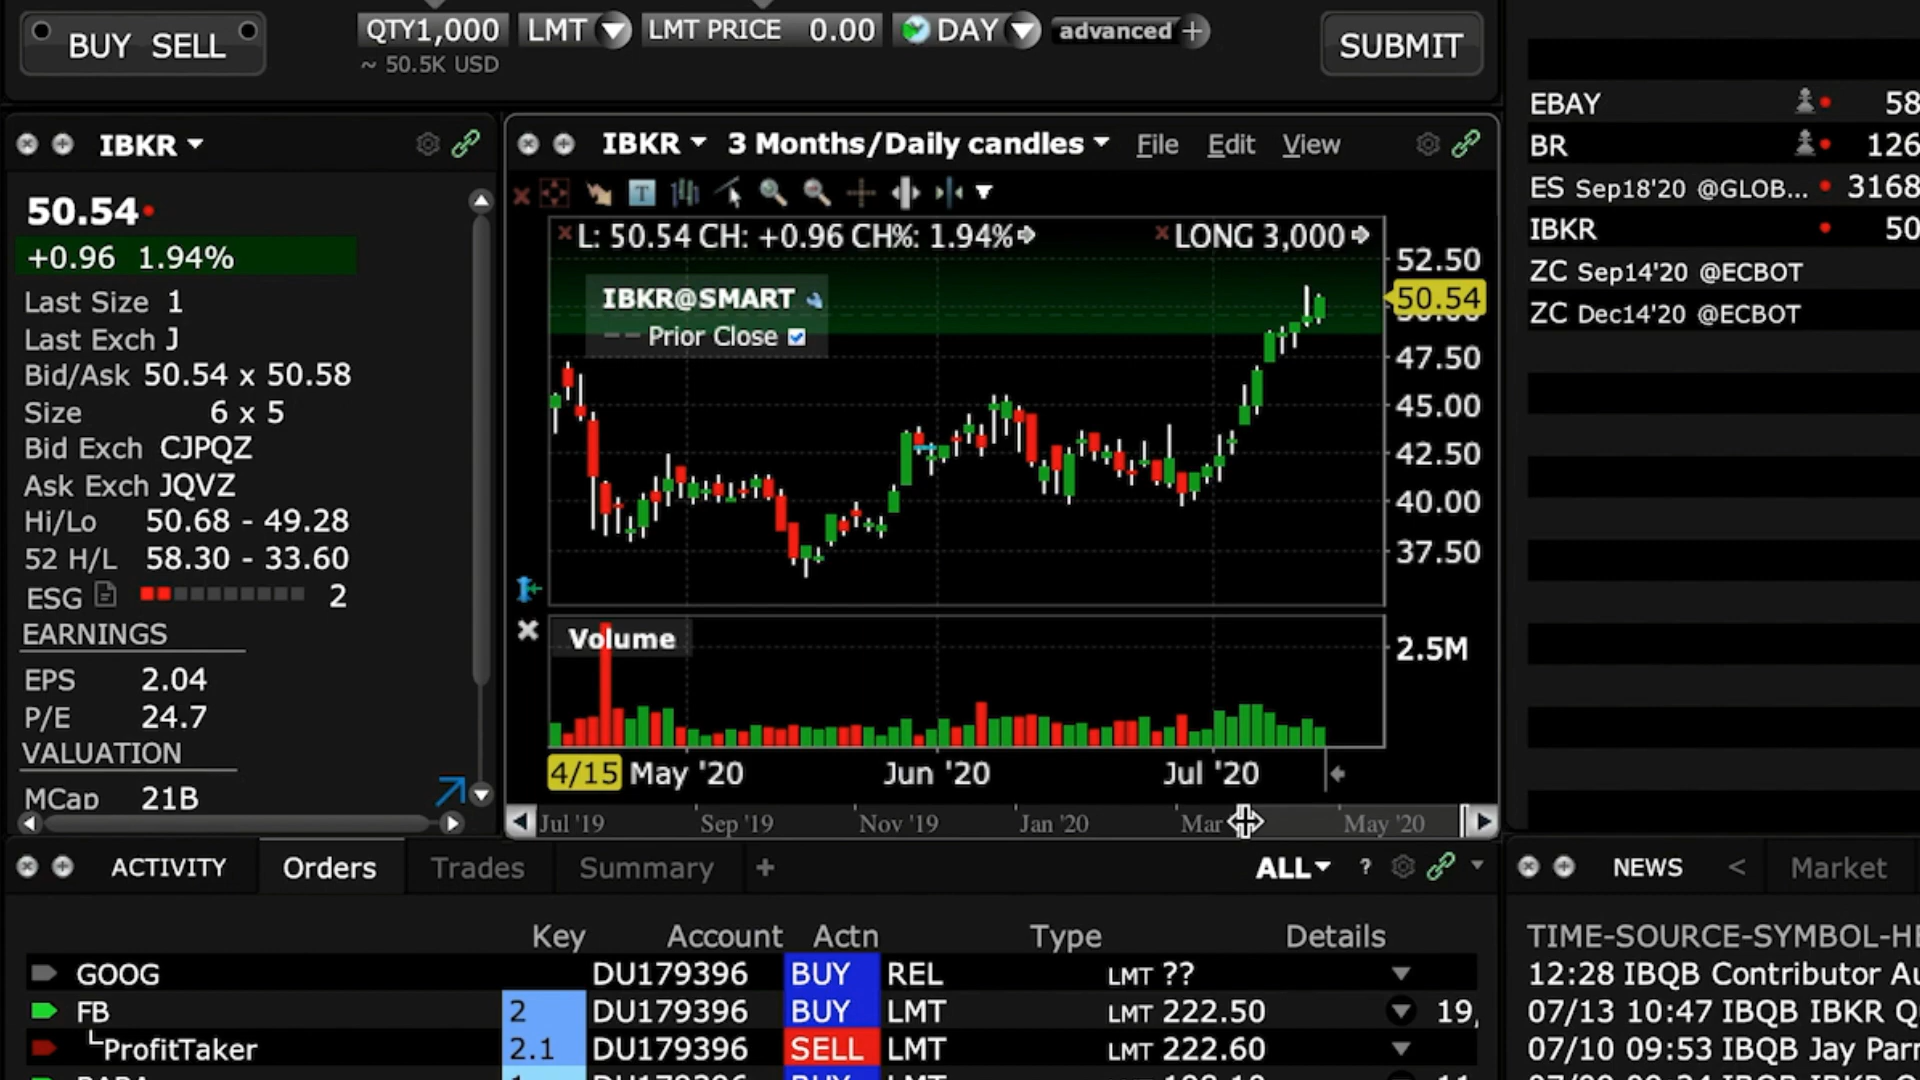 BUY SELL
QTY 1,000
~ 50.5K USD
LMT
LMT PRICE 0.00
DAY
advanced +
SUBMIT
IBKR
50.54
+0.96 1.94%
Last Size 1
Last Exch J
Bid/Ask 50.54 x 50.58
Size 6 x 5
Bid Exch CJPQZ
Ask Exch JQVZ
Hi/Lo 50.68 - 49.28
52 H/L 58.30 - 33.60
ESG 2
EARNINGS
EPS 2.04
P/E 24.7
VALUATION
MCap 21B
IBKR 3 Months/Daily candles File Edit View
T
L: 50.54 CH: +0.96 CH%: 1.94%
LONG 3,000
IBKR@SMART
Prior Close
52.50
50.54
47.50
45.00
42.50
40.00
37.50
Volume
2.5M
4/15 May '20 Jun '20 Jul '20
Jul '19 Sep '19 Nov '19 Jan '20 Mar May '20
EBAY 58
BR 126
ES Sep18'20 @GLOB... 3168
IBKR 50
ZC Sep14'20 @ECBOT
ZC Dec14'20 @ECBOT
ACTIVITY Orders Trades Summary + ALL ?
Key Account Actn Type Details
GOOG DU179396 BUY REL LMT ??
FB 2 DU179396 BUY LMT LMT 222.50 19,
ProfitTaker 2.1 DU179396 SELL LMT LMT 222.60
NEWS < Market
TIME-SOURCE-SYMBOL-HE
12:28 IBQB Contributor Au
07/13 10:47 IBQB IBKR Q
07/10 09:53 IBQB Jay Parr